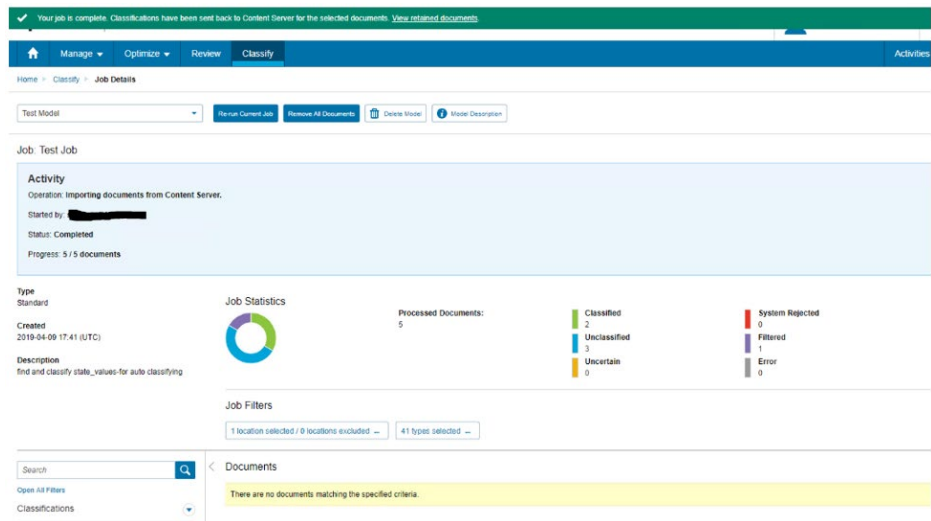 Your job is complete. Classifications have been sent back to Content Server for the selected documents. View retained documents.
Manage Optimize Review Classify Activities
Home Classify Job Details
Test Model Re-run Current Job Remove All Documents Delete Model Model Description
Job: Test Job
Activity
Operation: Importing documents from Content Server.
Started by:
Status: Completed
Progress: 5 / 5 documents
Type
Standard
Created
2019-04-09 17:41 (UTC)
Description
find and classify state_values-for auto classifying
Job Statistics
Processed Documents:
5
Classified
2
Unclassified
3
Uncertain
0
System Rejected
0
Filtered
1
Error
0
Job Filters
1 location selected / 0 locations excluded ...
41 types selected ...
Search
Open All Filters
Classifications
Documents
There are no documents matching the specified criteria.